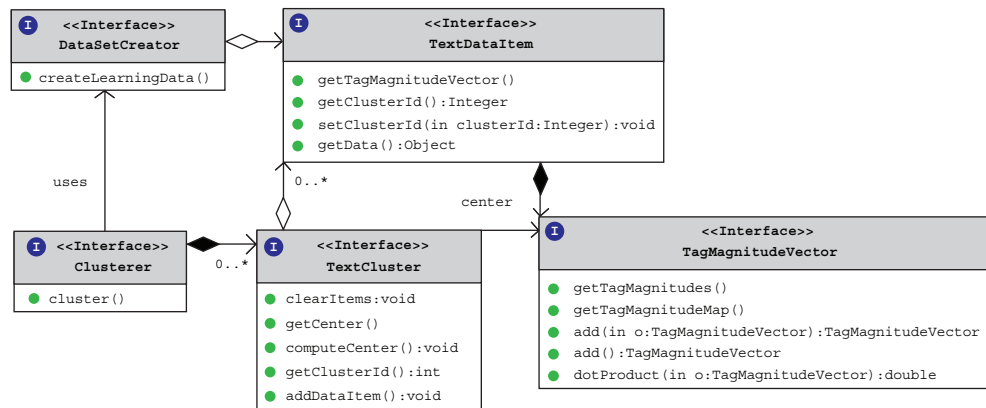 I
<<Interface>>
DataSetCreator
createLearningData()
I
<<Interface>>
TextDataItem
getTagMagnitudeVector()
getClusterId():Integer
setClusterId(in clusterId:Integer):void
getData():Object
uses
0..*
center
I
<<Interface>>
Clusterer
cluster()
0..*
I
<<Interface>>
TextCluster
clearItems:void
getCenter()
computeCenter():void
getClusterId():int
addDataItem():void
I
<<Interface>>
TagMagnitudeVector
getTagMagnitudes()
getTagMagnitudeMap()
add(in o:TagMagnitudeVector):TagMagnitudeVector
add():TagMagnitudeVector
dotProduct(in o:TagMagnitudeVector):double